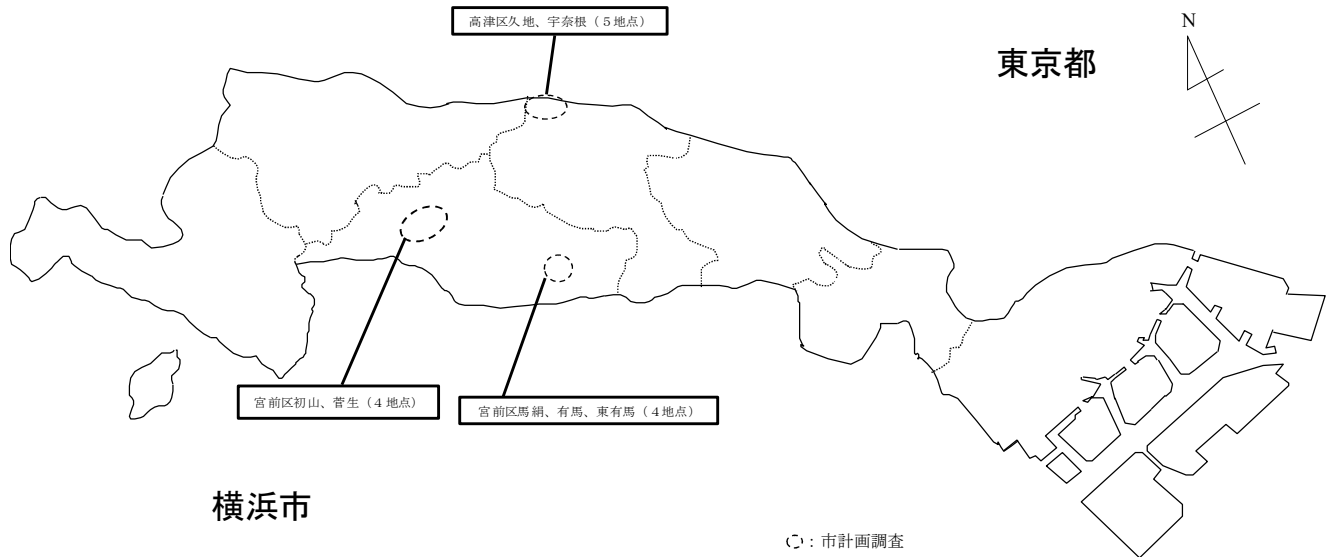 高津区久地、宇奈根（５地点）
東京都
N
宮前区初山、菅生（４地点）
宮前区馬絹、有馬、東有馬（４地点）
横浜市
：市計画調査